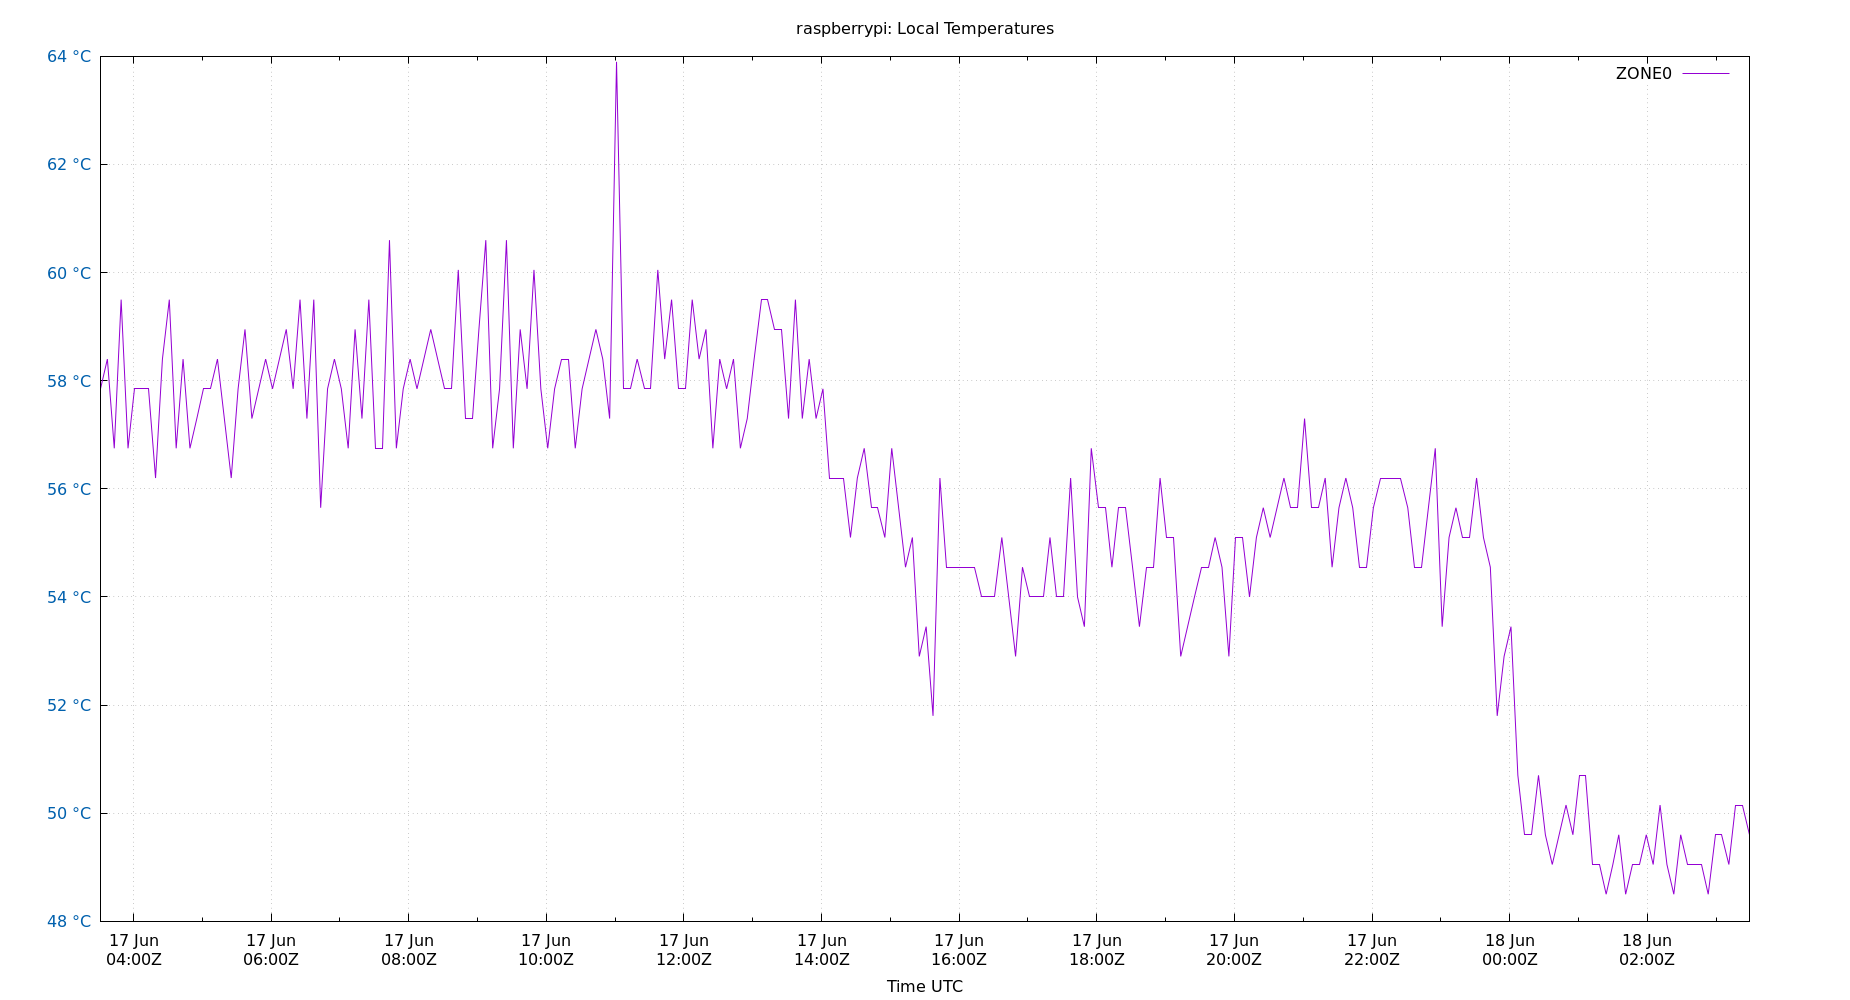 raspberrypi: Local Temperatures
ZONE0
64 °C
62 °C
60 °C
58 °C
56 °C
54 °C
52 °C
50 °C
48 °C
17 Jun 17 Jun 17 Jun 17 Jun 17 Jun 17 Jun 17 Jun 17 Jun 17 Jun 17 Jun 18 Jun 18 Jun
04:00Z 06:00Z 08:00Z 10:00Z 12:00Z 14:00Z 16:00Z 18:00Z 20:00Z 22:00Z 00:00Z 02:00Z
Time UTC